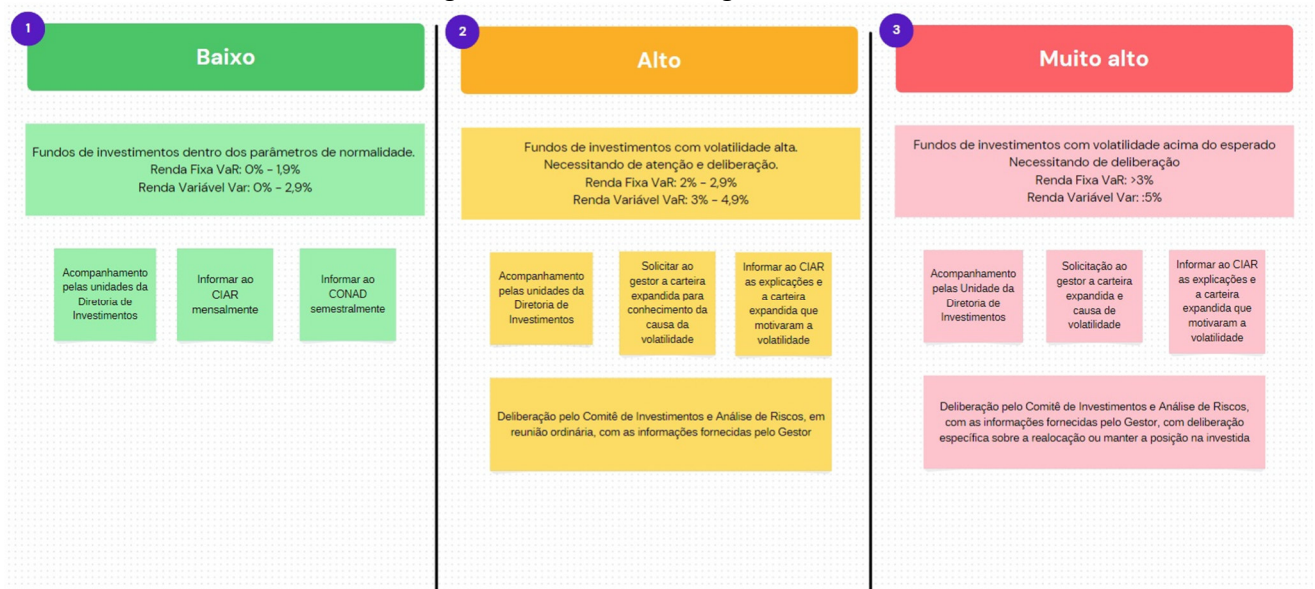 1
Baixo
Fundos de investimentos dentro dos parâmetros de normalidade.
Renda Fixa VaR: 0% - 1,9%
Renda Variável Var: 0% - 2,9%
Acompanhamento
pelas unidades da
Diretoria de
Investimentos
Informar ao
CIAR
mensalmente
Informar ao
CONAD
semestralmente
2
Alto
Fundos de investimentos com volatilidade alta.
Necessitando de atenção e deliberação.
Renda Fixa VaR: 2% - 2,9%
Renda Variável VaR: 3% - 4,9%
Acompanhamento
pelas unidades da
Diretoria de
Investimentos
Solicitar ao
gestor a carteira
expandida para
conhecimento da
causa da
volatilidade
Informar ao CIAR
as explicações e
a carteira
expandida que
motivaram a
volatilidade
Deliberação pelo Comitê de Investimentos e Análise de Riscos, em
reunião ordinária, com as informações fornecidas pelo Gestor
3
Muito alto
Fundos de investimentos com volatilidade acima do esperado
Necessitando de deliberação
Renda Fixa VaR: >3%
Renda Variável Var: :5%
Acompanhamento
pelas Unidade da
Diretoria de
Investimentos
Solicitação ao
gestor a carteira
expandida e
causa de
volatilidade
Informar ao CIAR
as explicações e
a carteira
expandida que
motivaram a
volatilidade
Deliberação pelo Comitê de Investimentos e Análise de Riscos,
com as informações fornecidas pelo Gestor, com deliberação
específica sobre a realocação ou manter a posição na investida